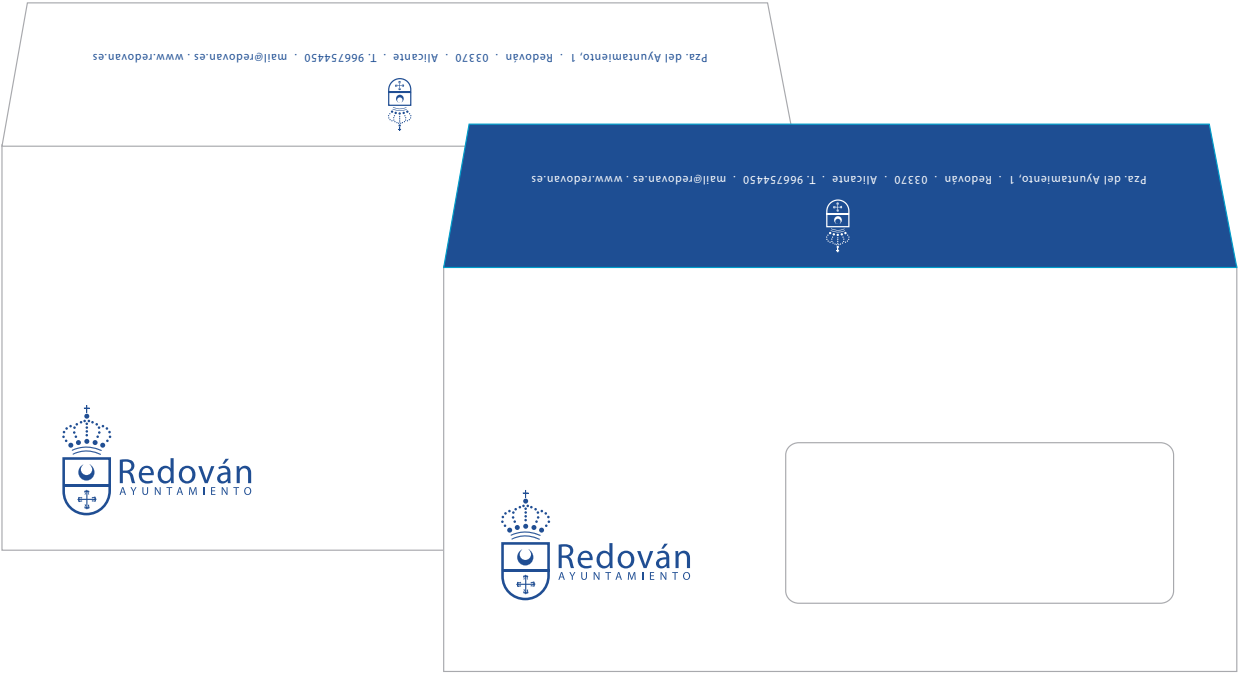 Pza. del Ayuntamiento, 1 . Redován . 03370 . Alicante . T. 966754450 . mail@redovan.es . www.redovan.es
Pza. del Ayuntamiento, 1 . Redován . 03370 . Alicante . T. 966754450 . mail@redovan.es . www.redovan.es
Redován
AYUNTAMIENTO
Redován
AYUNTAMIENTO